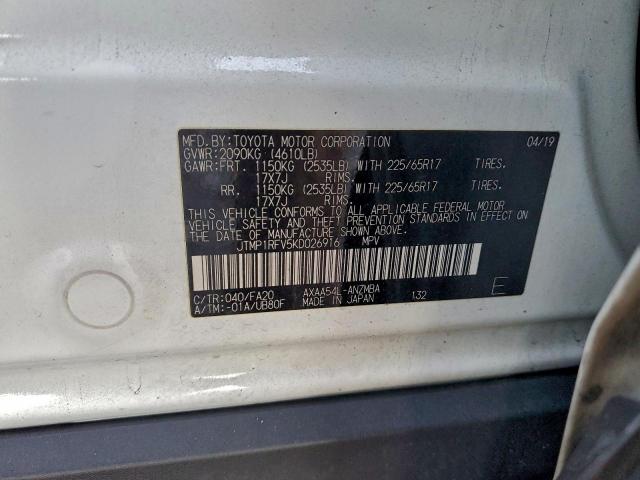 MFD. BY: TOYOTA MOTOR CORPORATION 04/19
GVWR: 2090KG (4610LB)
GAWR: FRT. 1150KG (2535LB) WITH 225/65R17 TIRES.
17X7J RIMS.
RR. 1150KG (2535LB) WITH 225/65R17 TIRES.
17X7J RIMS.
THIS VEHICLE CONFORMS TO ALL APPLICABLE FEDERAL MOTOR
VEHICLE SAFETY AND THEFT PREVENTION STANDARDS IN EFFECT ON
THE DATE OF MANUFACTURE SHOWN ABOVE.
JTMP1RFV5KD026916 MPV
C/TR: 040/FA20 AXAA54L-ANZMBA 132 E
A/TM: -01A/UB80F MADE IN JAPAN